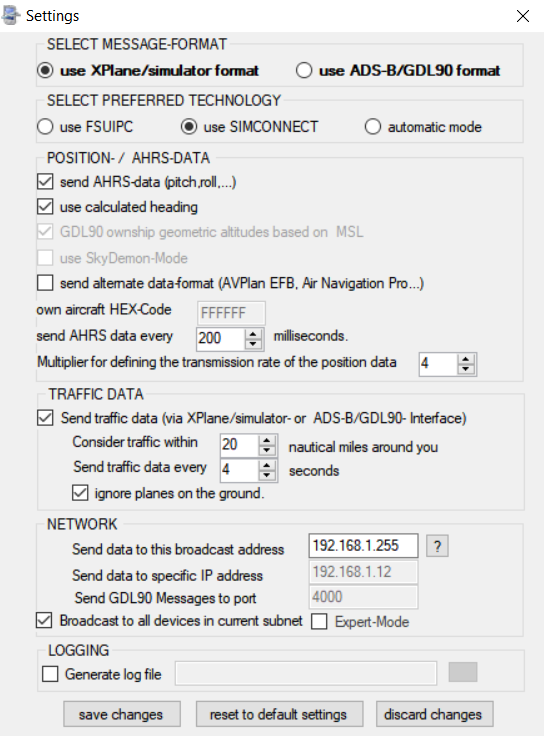 Settings
SELECT MESSAGE-FORMAT
use XPlane/simulator format use ADS-B/GDL90 format
SELECT PREFERRED TECHNOLOGY
use FSUIPC use SIMCONNECT automatic mode
POSITION- / AHRS-DATA
send AHRS-data (pitch,roll,...)
use calculated heading
GDL90 ownship geometric altitudes based on MSL
use SkyDemon-Mode
send alternate data-format (AVPlan EFB, Air Navigation Pro...)
own aircraft HEX-Code FFFFFF
send AHRS data every 200 milliseconds.
Multiplier for defining the transmission rate of the position data 4
TRAFFIC DATA
Send traffic data (via XPlane/simulator- or ADS-B/GDL90- Interface)
Consider traffic within 20 nautical miles around you
Send traffic data every 4 seconds
ignore planes on the ground.
NETWORK
Send data to this broadcast address 192.168.1.255 ?
Send data to specific IP address 192.168.1.12
Send GDL90 Messages to port 4000
Broadcast to all devices in current subnet Expert-Mode
LOGGING
Generate log file
save changes reset to default settings discard changes